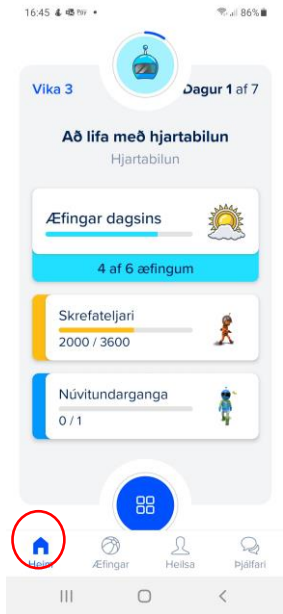 16:45
86%
Vika 3
Dagur 1 af 7
Að lifa með hjartabilun
Hjartabilun
Æfingar dagsins
4 af 6 æfingum
Skrefateljari
2000 / 3600
Núvitundarganga
0 / 1
Heim
Æfingar
Heilsa
Þjálfari